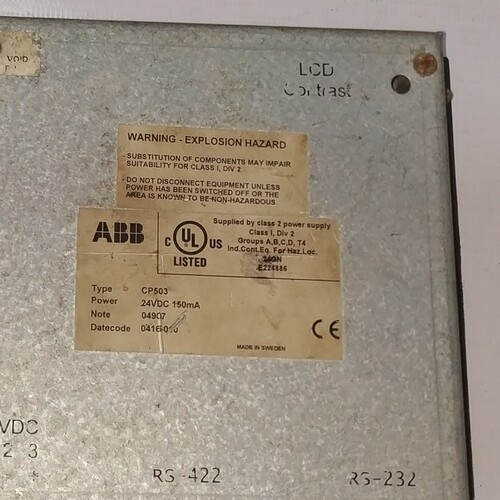 VOID
LCD
Contrast
WARNING - EXPLOSION HAZARD
- SUBSTITUTION OF COMPONENTS MAY IMPAIR
SUITABILITY FOR CLASS I, DIV 2
- DO NOT DISCONNECT EQUIPMENT UNLESS
POWER HAS BEEN SWITCHED OFF OR THE
AREA IS KNOWN TO BE NON-HAZARDOUS
ABB
C UL US
LISTED
Supplied by class 2 power supply
Class I, Div 2
Groups A,B,C,D, T4
Ind.Cont.Eq. For Haz.Loc.
E224886
Type CP503
Power 24VDC 150mA
Note 04907
Datecode
CE
MADE IN SWEDEN
VDC
2 3
RS-422
RS-232